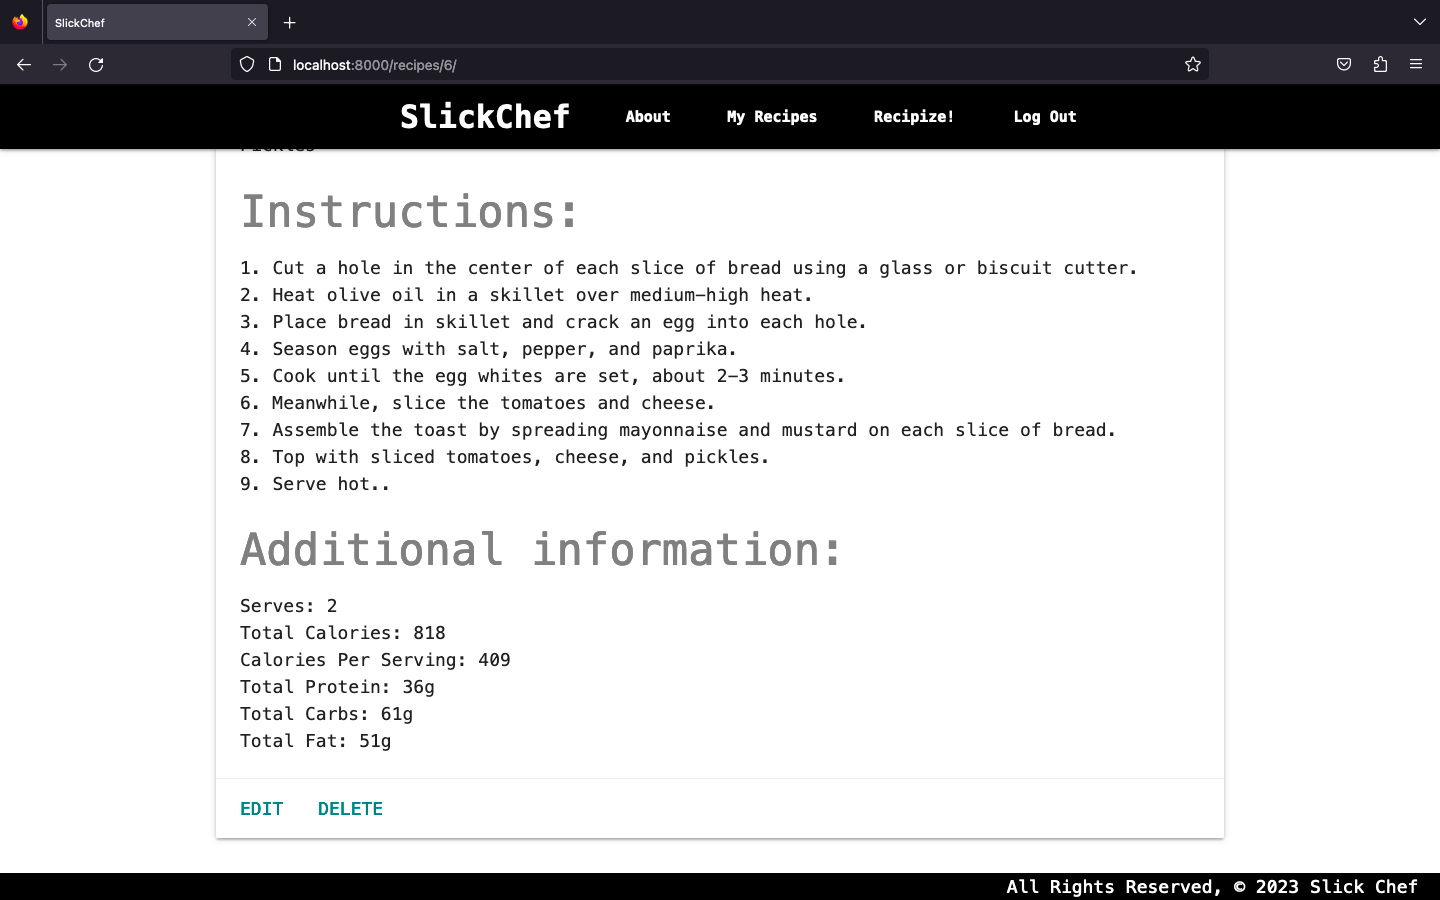 SlickChef
localhost:8000/recipes/6/
SlickChef About My Recipes Recipize! Log Out
Pickles
Instructions:
1. Cut a hole in the center of each slice of bread using a glass or biscuit cutter.
2. Heat olive oil in a skillet over medium-high heat.
3. Place bread in skillet and crack an egg into each hole.
4. Season eggs with salt, pepper, and paprika.
5. Cook until the egg whites are set, about 2-3 minutes.
6. Meanwhile, slice the tomatoes and cheese.
7. Assemble the toast by spreading mayonnaise and mustard on each slice of bread.
8. Top with sliced tomatoes, cheese, and pickles.
9. Serve hot..
Additional information:
Serves: 2
Total Calories: 818
Calories Per Serving: 409
Total Protein: 36g
Total Carbs: 61g
Total Fat: 51g
EDIT DELETE
All Rights Reserved, © 2023 Slick Chef